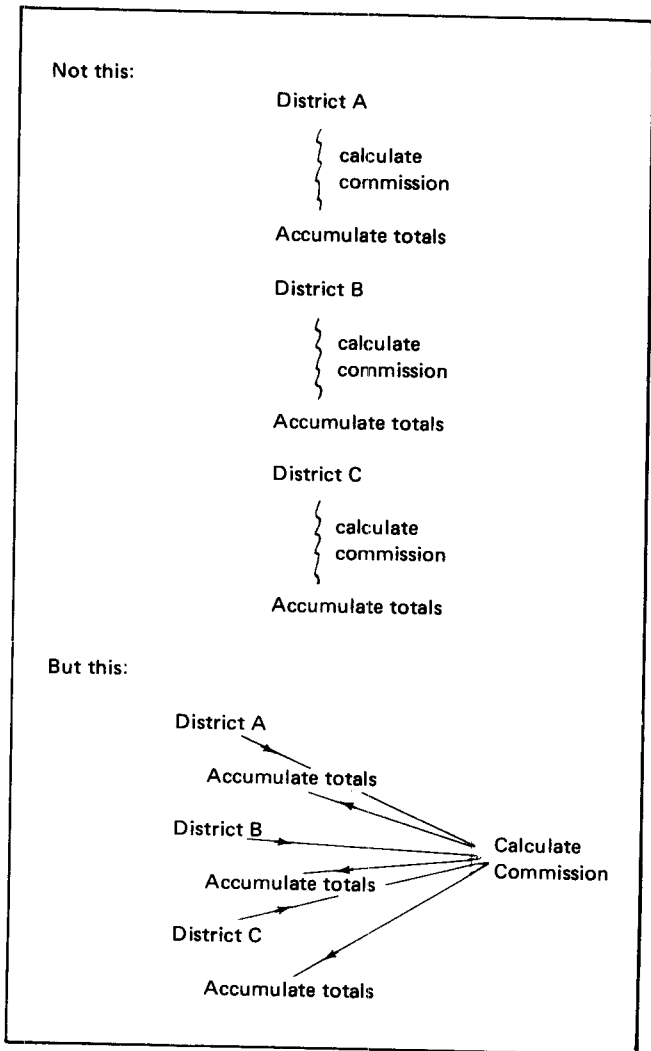 Not this:
District A
calculate
commission
Accumulate totals
District B
calculate
commission
Accumulate totals
District C
calculate
commission
Accumulate totals
But this:
District A
Accumulate totals
District B
Calculate
Accumulate totals
Commission
District C
Accumulate totals